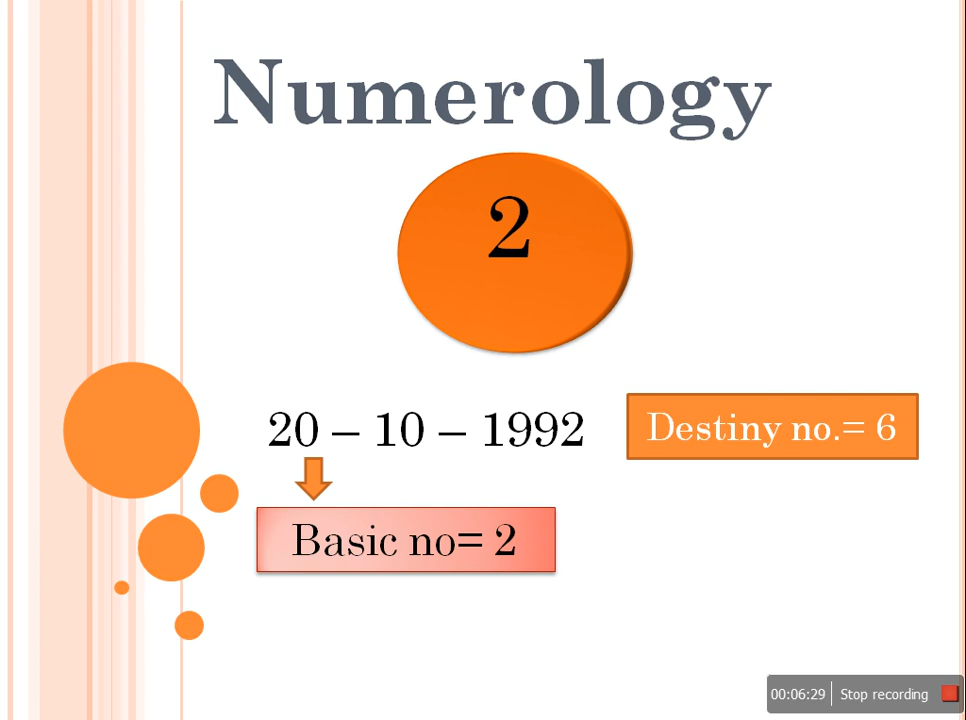 Numerology
2
20 – 10 – 1992
Destiny no.= 6
Basic no= 2
00:06:29 Stop recording